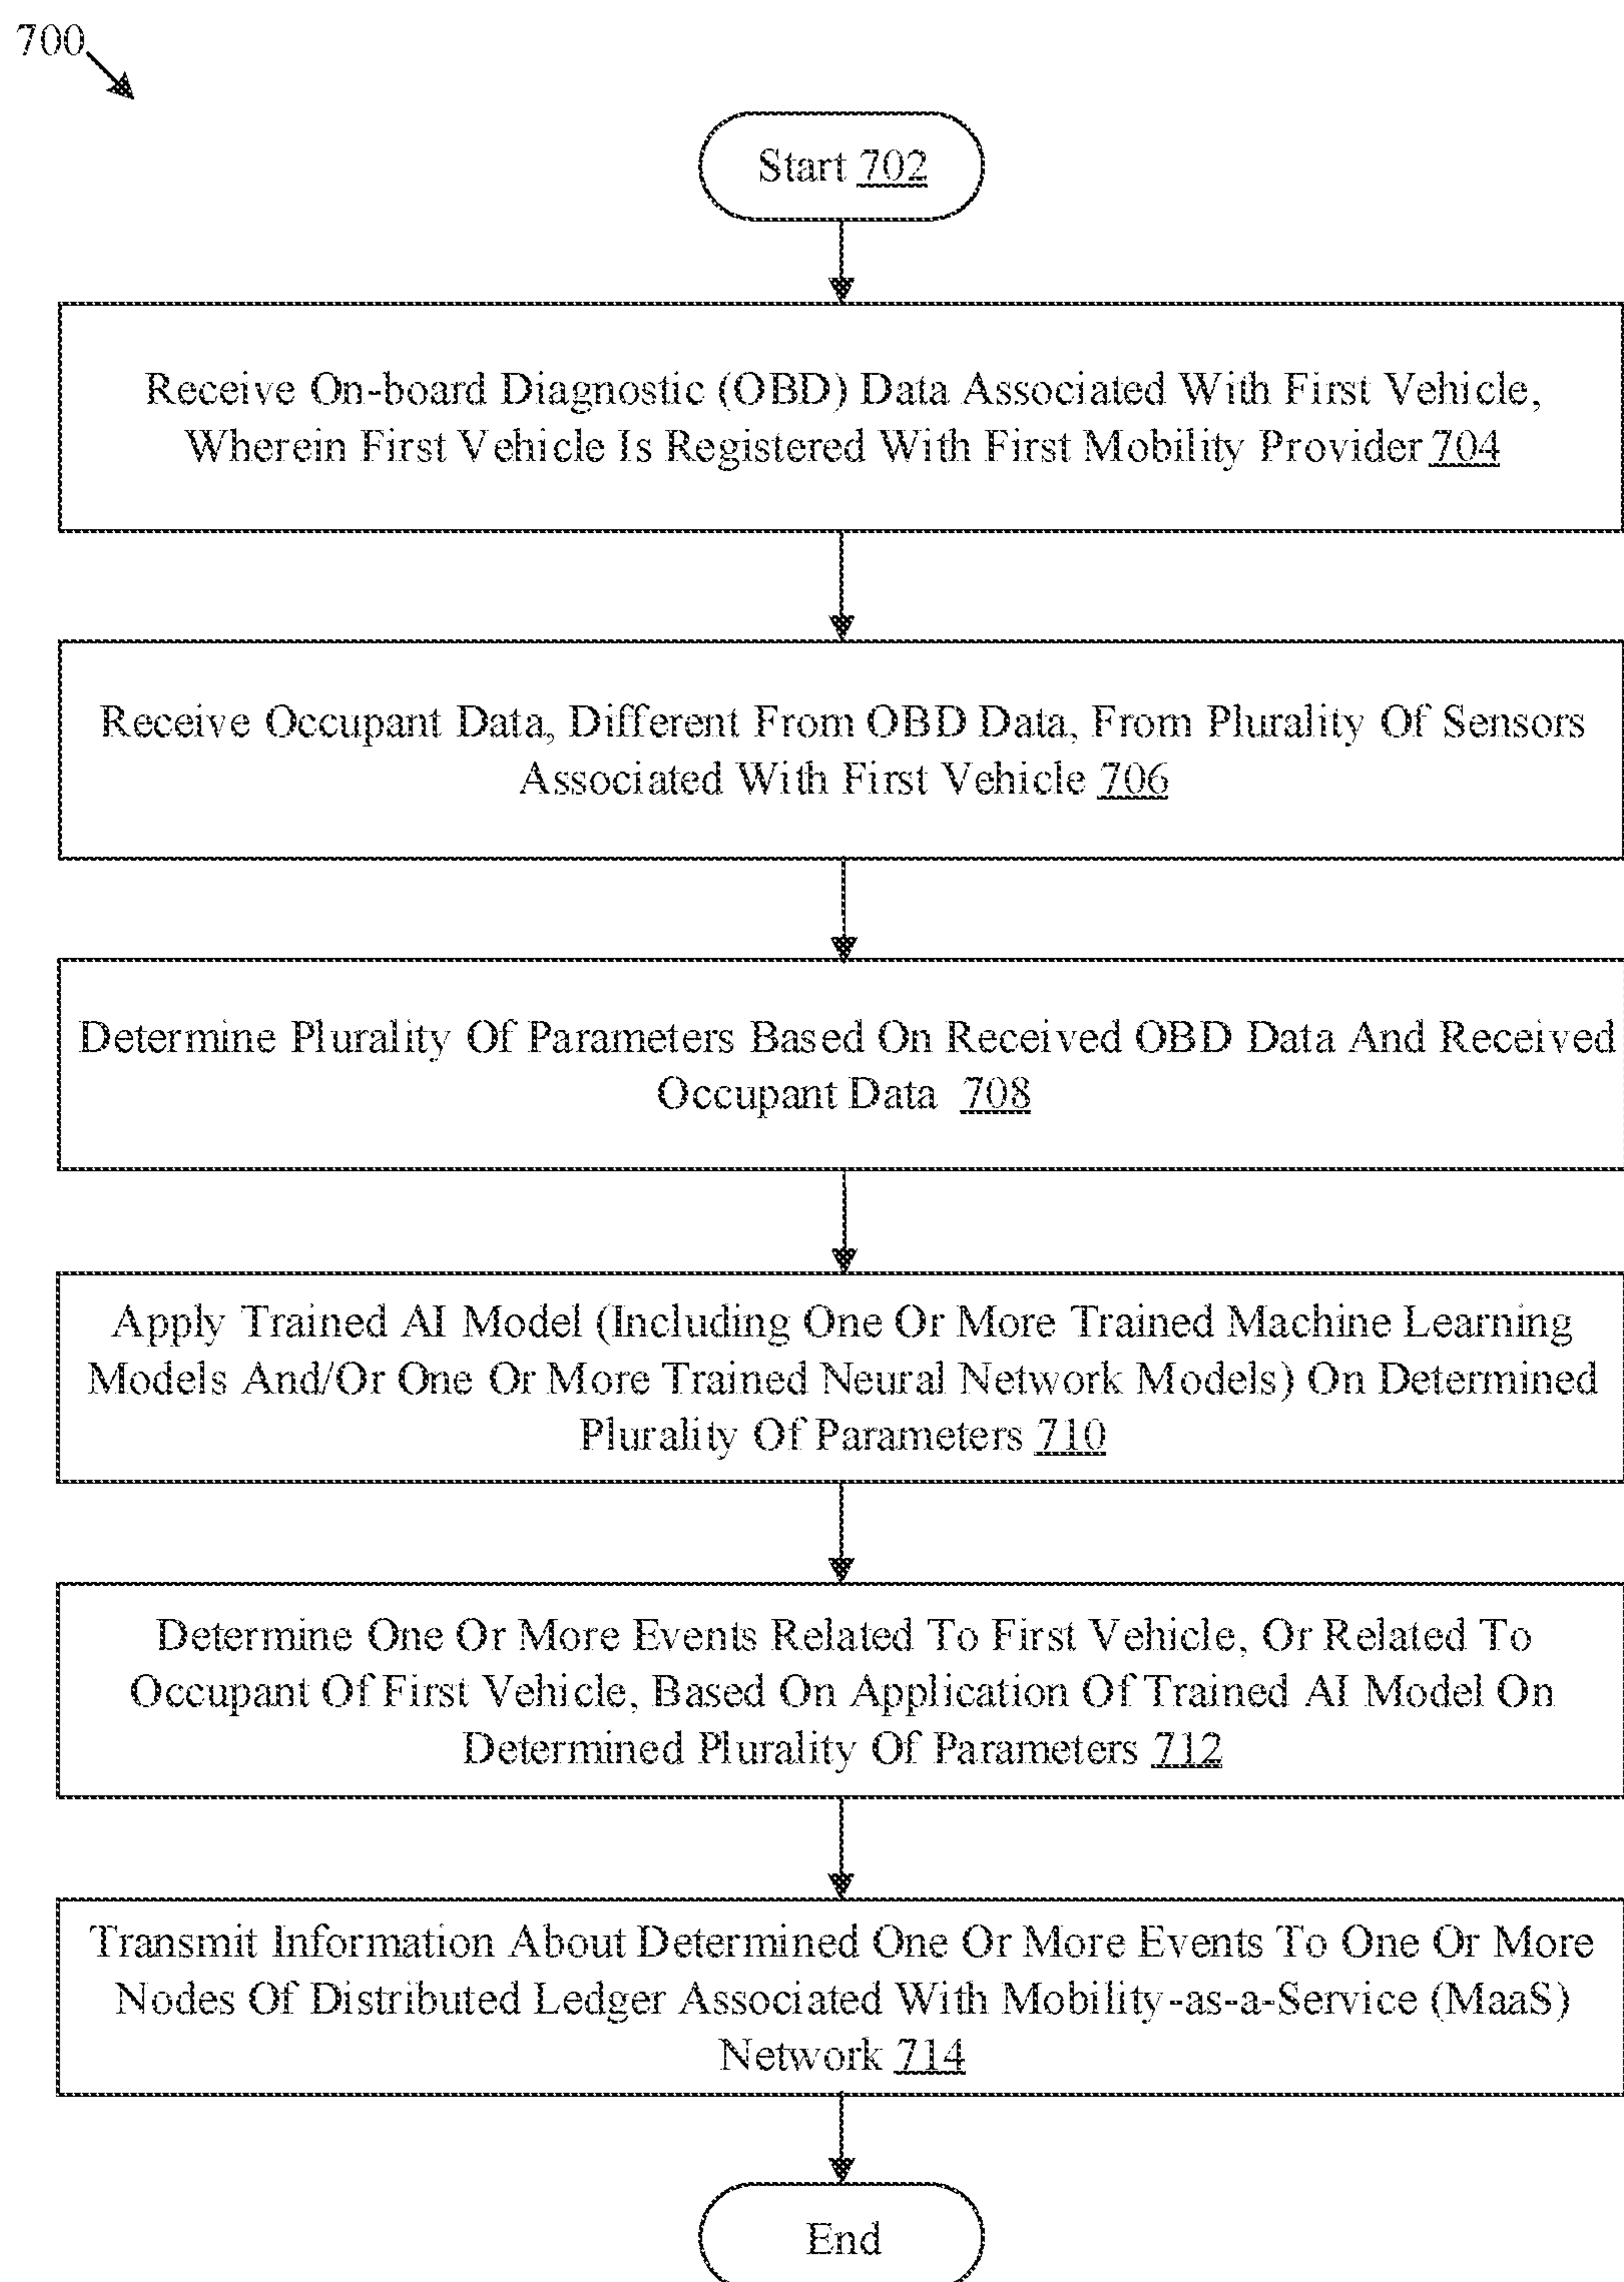 700
Start 702
Receive On-board Diagnostic (OBD) Data Associated With First Vehicle,
Wherein First Vehicle Is Registered With First Mobility Provider 704
Receive Occupant Data, Different From OBD Data, From Plurality Of Sensors
Associated With First Vehicle 706
Determine Plurality Of Parameters Based On Received OBD Data And Received
Occupant Data 708
Apply Trained AI Model (Including One Or More Trained Machine Learning
Models And/Or One Or More Trained Neural Network Models) On Determined
Plurality Of Parameters 710
Determine One Or More Events Related To First Vehicle, Or Related To
Occupant Of First Vehicle, Based On Application Of Trained AI Model On
Determined Plurality Of Parameters 712
Transmit Information About Determined One Or More Events To One Or More
Nodes Of Distributed Ledger Associated With Mobility-as-a-Service (MaaS)
Network 714
End